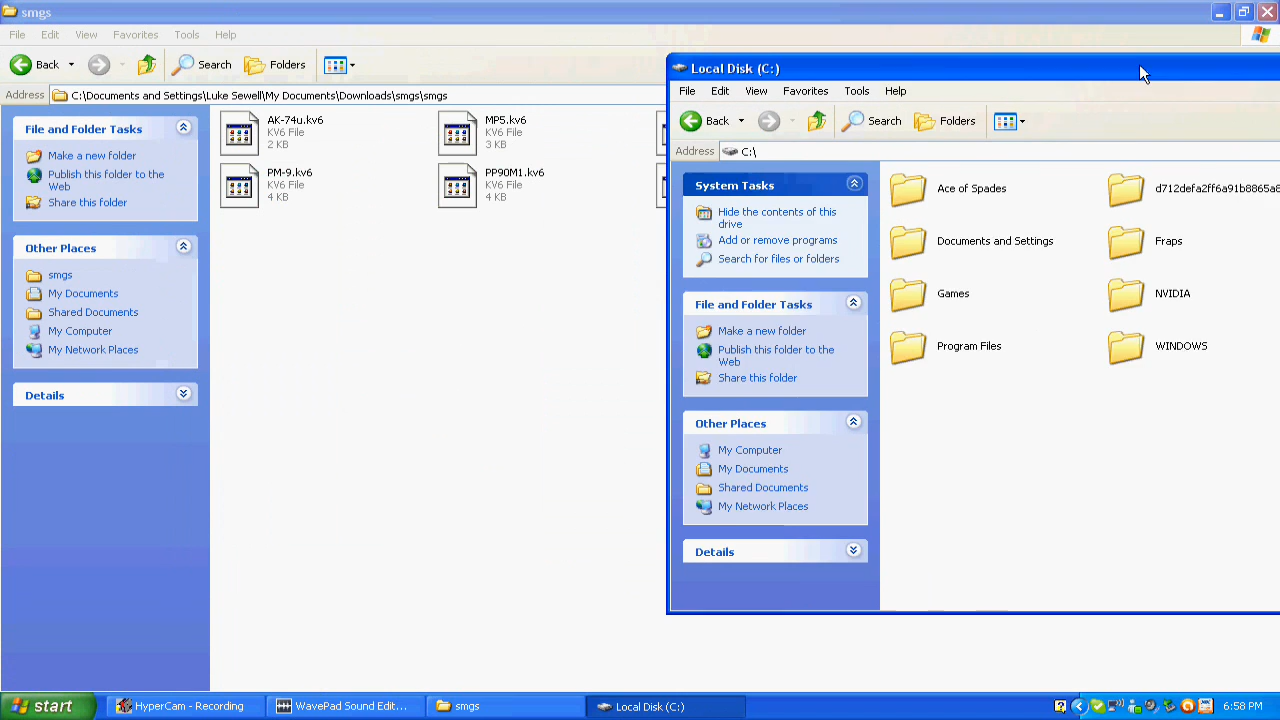 smgs
File Edit View Favorites Tools Help
Back Search Folders
Address C:\Documents and Settings\Luke Sewell\My Documents\Downloads\smgs\smgs
File and Folder Tasks
Make a new folder
Publish this folder to the
Web
Share this folder
Other Places
smgs
My Documents
Shared Documents
My Computer
My Network Places
Details
AK-74u.kv6
KV6 File
2 KB
MP5.kv6
KV6 File
3 KB
PM-9.kv6
KV6 File
4 KB
PP90M1.kv6
KV6 File
4 KB
Local Disk (C:)
File Edit View Favorites Tools Help
Back Search Folders
Address C:\
System Tasks
Hide the contents of this
drive
Add or remove programs
Search for files or folders
File and Folder Tasks
Make a new folder
Publish this folder to the
Web
Share this folder
Other Places
My Computer
My Documents
Shared Documents
My Network Places
Details
Ace of Spades
Documents and Settings
Fraps
Games
NVIDIA
Program Files
WINDOWS
start
HyperCam - Recording
WavePad Sound Edit...
smgs
Local Disk (C:)
6:58 PM